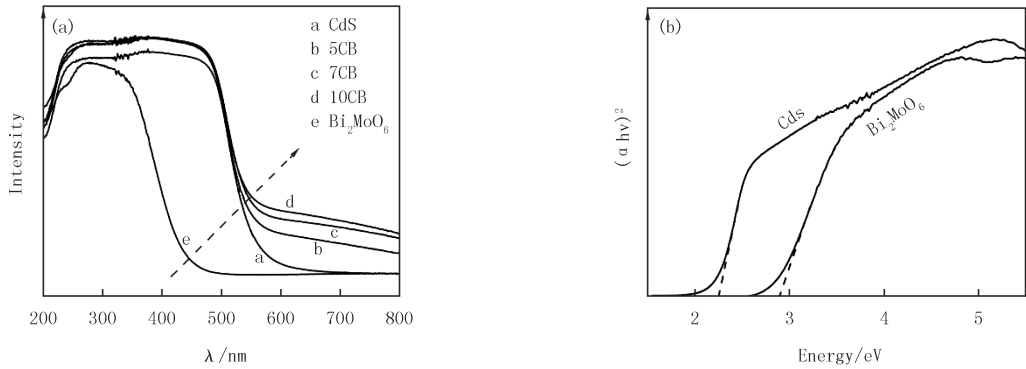 (a)
a CdS
b 5CB
c 7CB
d 10CB
e Bi₂MoO₆
Intensity
d
c
b
a
e
200 300 400 500 600 700 800
λ/nm
(b)
(α hv)²
Cds
Bi₂MoO₆
2 3 4 5
Energy/eV